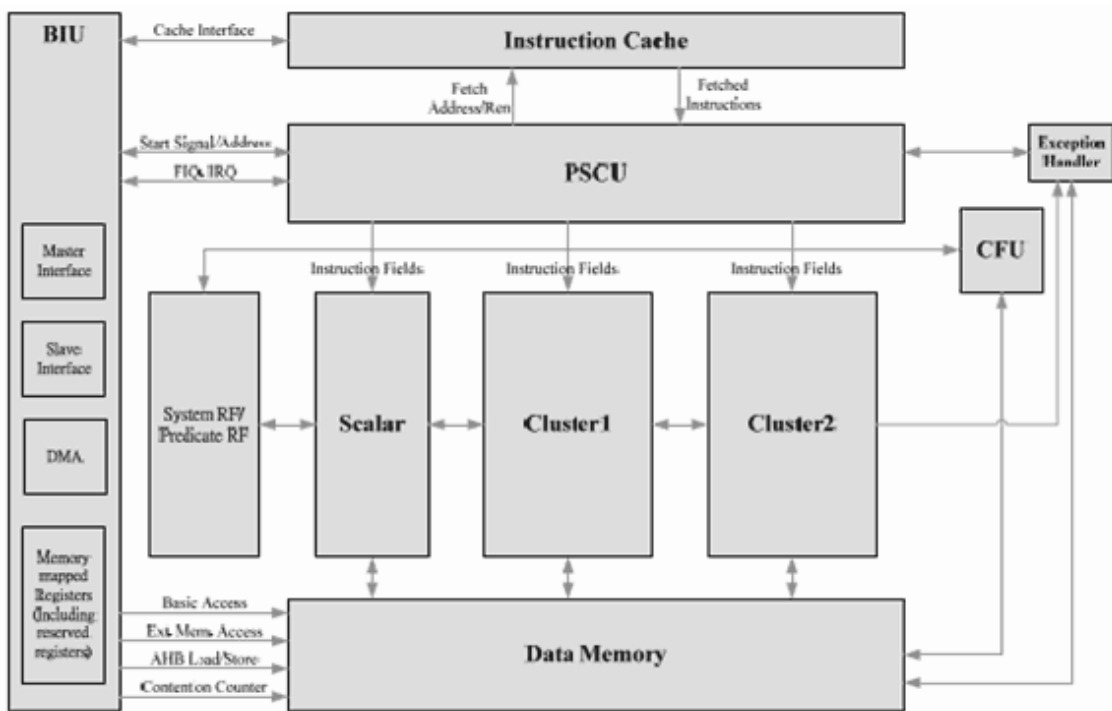 BIU
Cache Interface
Instruction Cache
Fetch
Address/Ren
Fetched
Instructions
Start Signal/Address
FIQ/IRQ
PSCU
Exception
Handler
CFU
Master
Interface
Slave
Interface
DMA
Memory
mapped
Registers
(Including
reserved
registers)
Instruction Fields
Instruction Fields
Instruction Fields
System RF/
Predicate RF
Scalar
Cluster1
Cluster2
Basic Access
Ext. Mem. Access
AHB Load/Store
Contention Counter
Data Memory